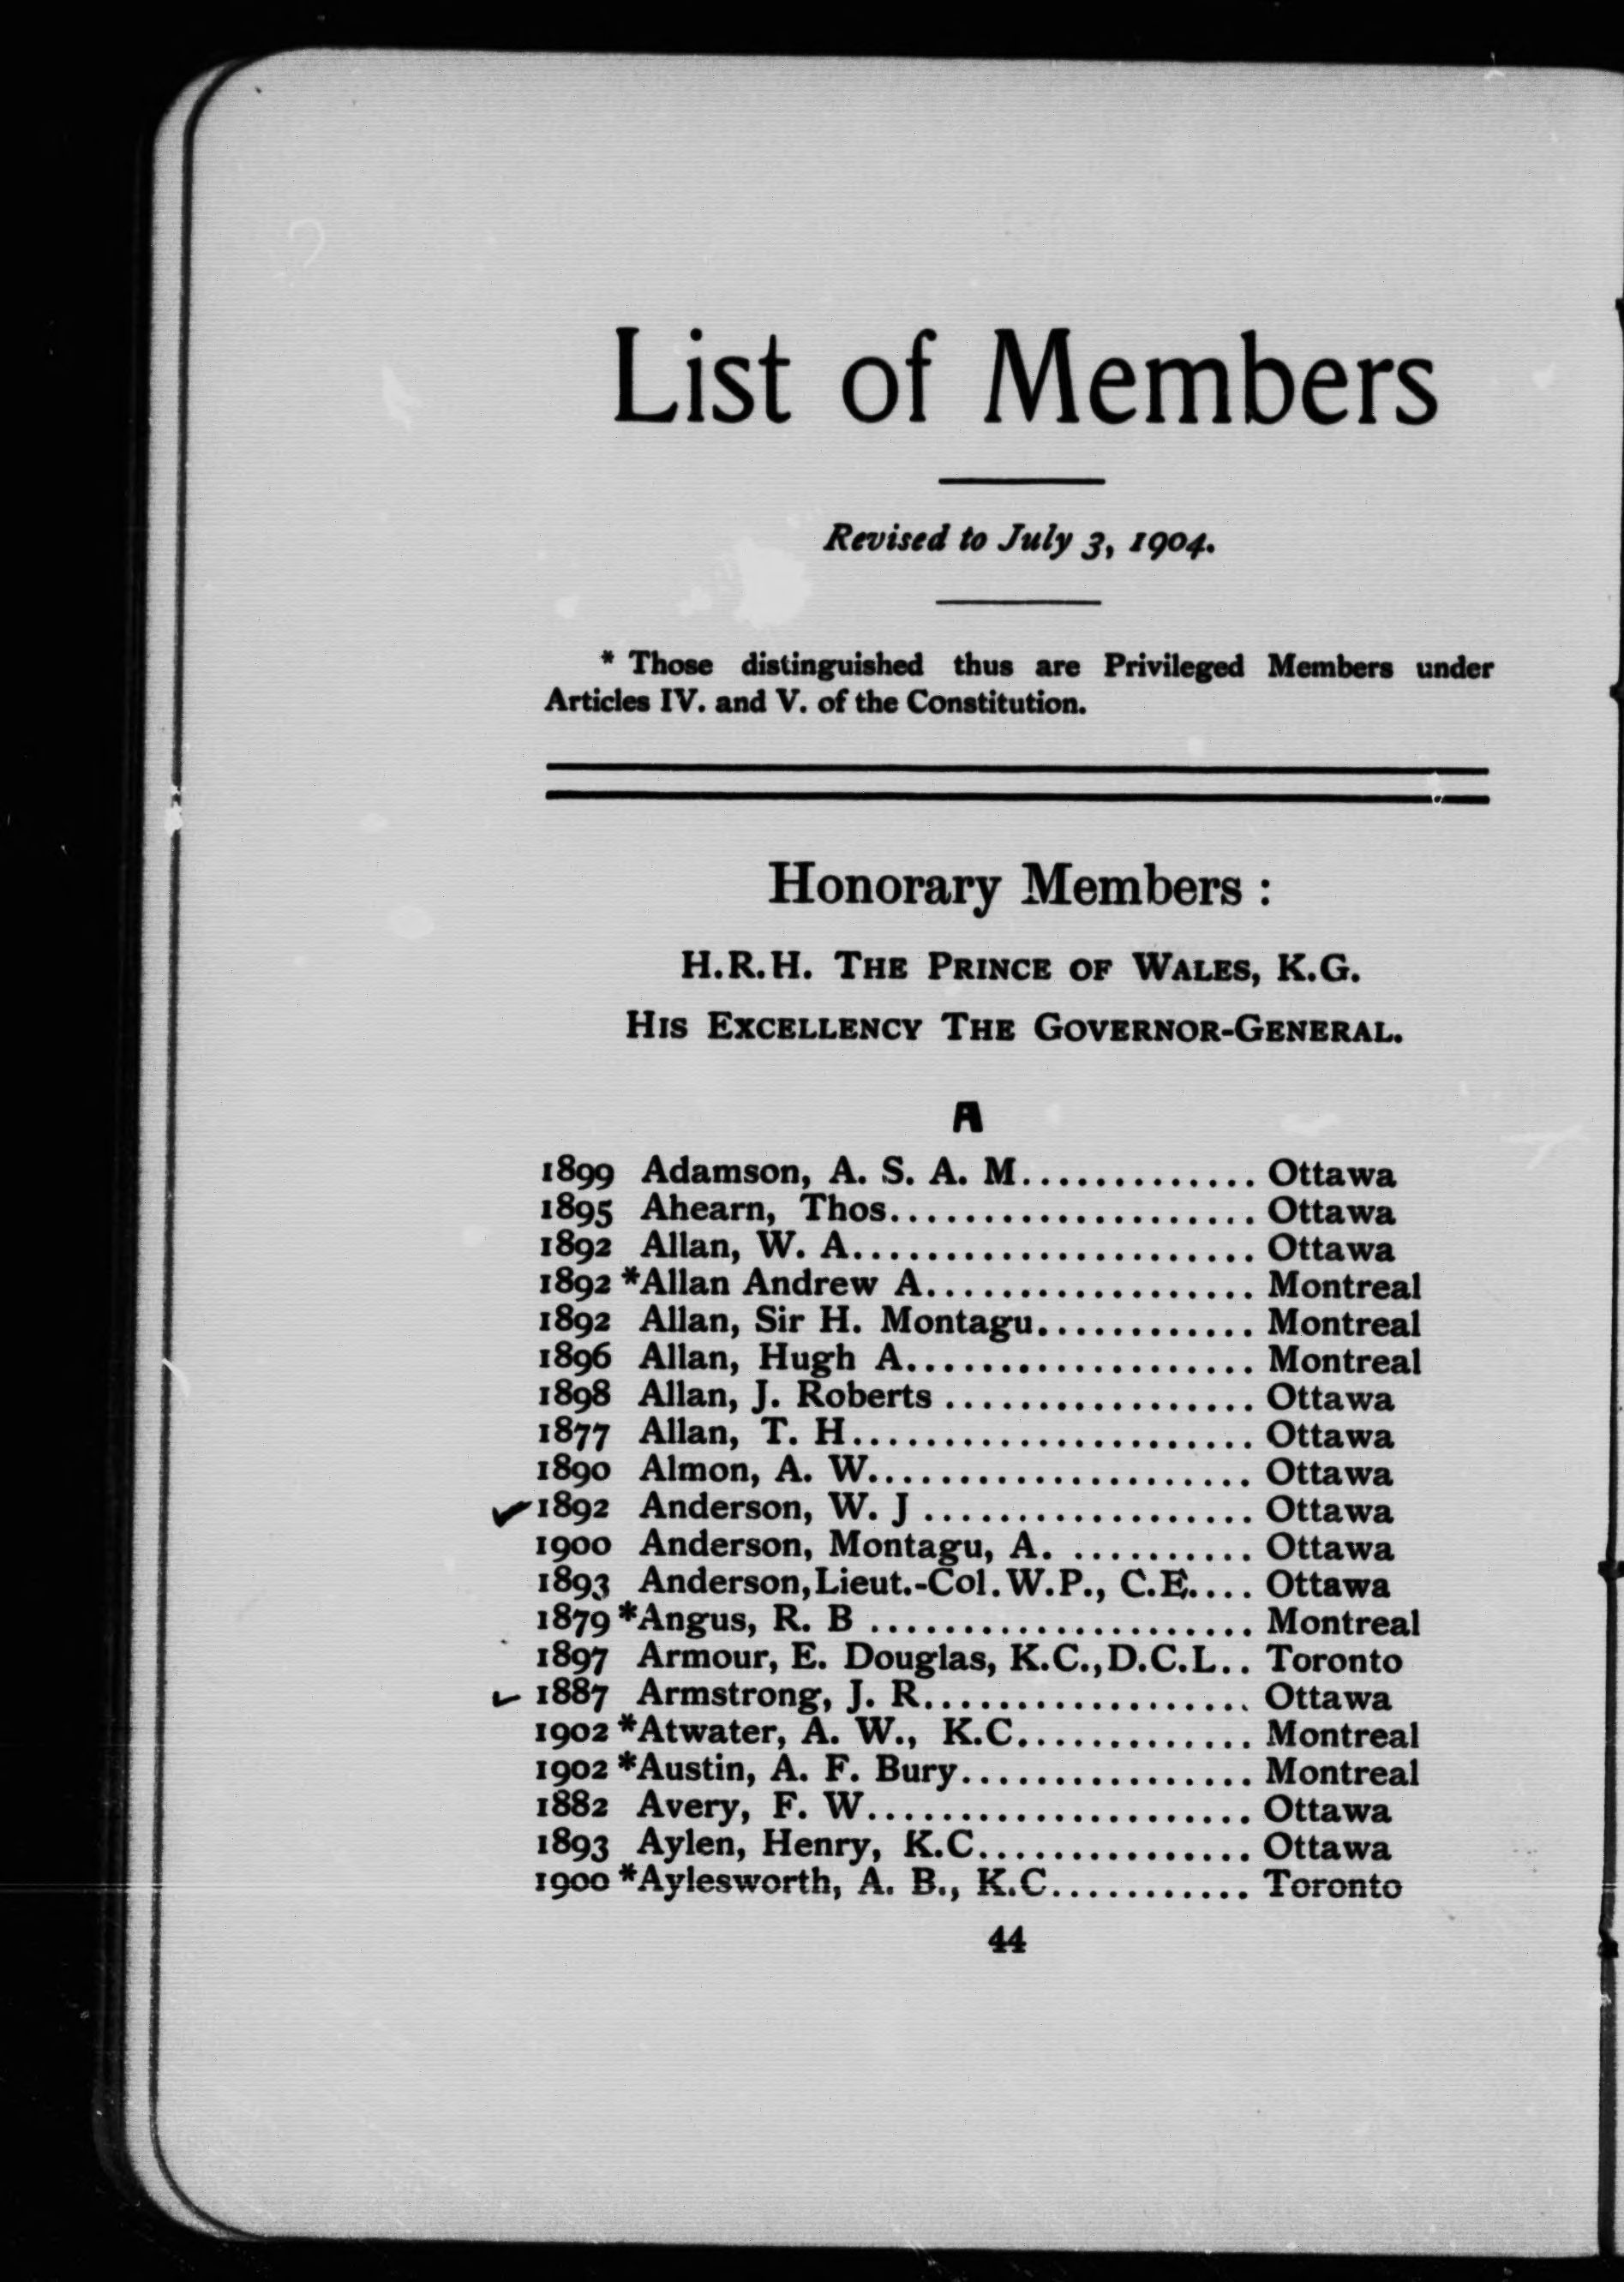 List of Members
Revised to July 3, 1904.
* Those distinguished thus are Privileged Members under
Articles IV. and V. of the Constitution.
Honorary Members :
H.R.H. THE PRINCE OF WALES, K.G.
HIS EXCELLENCY THE GOVERNOR-GENERAL.
A
1899 Adamson, A. S. A. M............. Ottawa
1895 Ahearn, Thos.................... Ottawa
1892 Allan, W. A...................... Ottawa
1892 *Allan Andrew A.................. Montreal
1892 Allan, Sir H. Montagu............ Montreal
1896 Allan, Hugh A................... Montreal
1898 Allan, J. Roberts ................. Ottawa
1877 Allan, T. H...................... Ottawa
1890 Almon, A. W..................... Ottawa
1892 Anderson, W. J .................. Ottawa
1900 Anderson, Montagu, A. .......... Ottawa
1893 Anderson, Lieut.-Col. W.P., C.E.... Ottawa
1879 *Angus, R. B ..................... Montreal
1897 Armour, E. Douglas, K.C., D.C.L.. Toronto
1887 Armstrong, J. R.................. Ottawa
1902 *Atwater, A. W., K.C............. Montreal
1902 *Austin, A. F. Bury................ Montreal
1882 Avery, F. W..................... Ottawa
1893 Aylen, Henry, K.C............... Ottawa
1900 *Aylesworth, A. B., K.C........... Toronto
44